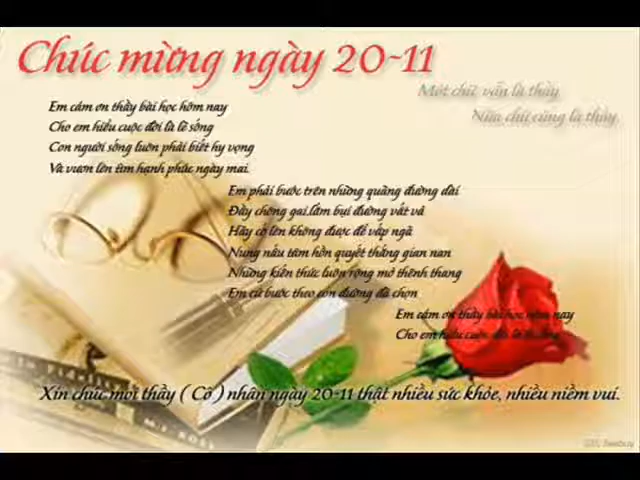 Chúc mừng ngày 20-11
Một chữ vẫn là thầy
Nửa chữ cũng là thầy.
Em cám ơn thầy bài học hôm nay
Cho em hiểu cuộc đời là lẽ sống
Con người sống luôn phải biết hy vọng
Và vươn lên tìm hạnh phúc ngày mai.
Em phải bước trên những quãng đường dài
Đầy chông gai,lấm bụi đường vất vả
Hãy cố lên không được để vấp ngã
Nung nấu tâm hồn quyết thắng gian nan
Những kiến thức luôn rộng mở thênh thang
Em cứ bước theo con đường đã chọn
Em cám ơn thầy bài học hôm nay
Cho em hiểu cuộc đời là
Xin chúc mọi thầy ( Cô ) nhân ngày 20-11 thật nhiều sức khỏe, nhiều niềm vui.